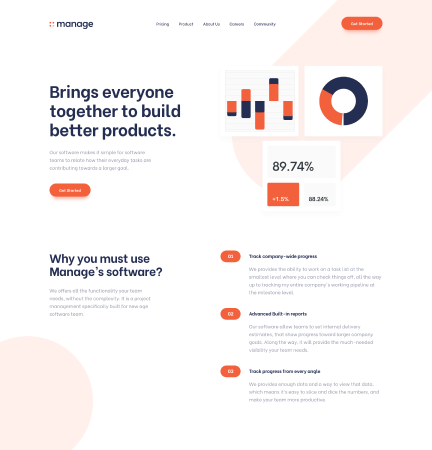 manage
Pricing Product About Us Careers Community
Get Started
Brings everyone
together to build
better products.
Our software makes it simple for software
teams to relate how their everyday tasks are
contributing towards a larger goal.
Get Started
89.74%
+1.5%
88.24%
Why you must use
Manage's software?
We offers all the functionality your team
needs, without the complexity. It is a project
management specifically built for new age
software team.
01
Track company-wide progress
We provides the ability to work on a task list at the
smallest level where you can check things off, all the way
up to tracking my entire company's working pipeline at
the milestone level.
02
Advanced Built-in reports
Our software allow teams to set internal delivery
estimates, that show progress toward larger company
goals. Along the way, it will provide the much-needed
visibility your team needs.
03
Track progress from every angle
We provides enough data and a way to view that data,
which means it's easy to slice and dice the numbers, and
make your team more productive.